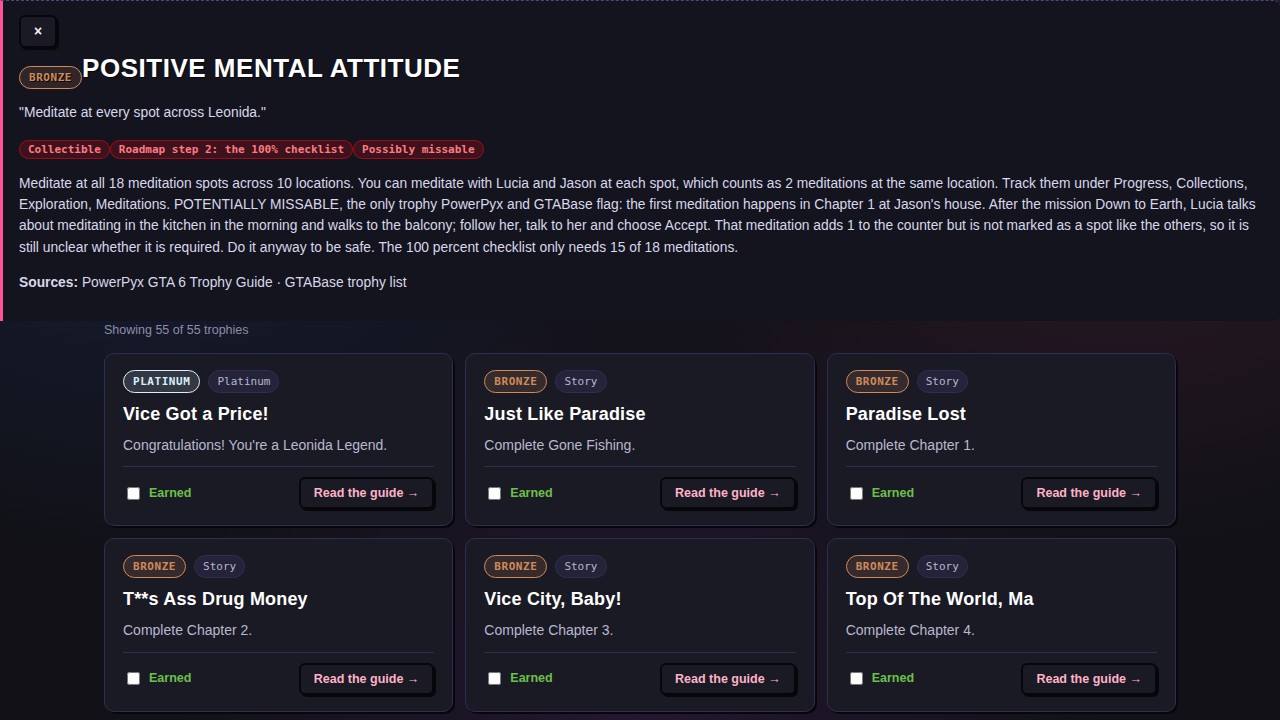 ×
BRONZE POSITIVE MENTAL ATTITUDE
"Meditate at every spot across Leonida."
Collectible Roadmap step 2: the 100% checklist Possibly missable
Meditate at all 18 meditation spots across 10 locations. You can meditate with Lucia and Jason at each spot, which counts as 2 meditations at the same location. Track them under Progress, Collections,
Exploration, Meditations. POTENTIALLY MISSABLE, the only trophy PowerPyx and GTABase flag: the first meditation happens in Chapter 1 at Jason's house. After the mission Down to Earth, Lucia talks
about meditating in the kitchen in the morning and walks to the balcony; follow her, talk to her and choose Accept. That meditation adds 1 to the counter but is not marked as a spot like the others, so it is
still unclear whether it is required. Do it anyway to be safe. The 100 percent checklist only needs 15 of 18 meditations.
Sources: PowerPyx GTA 6 Trophy Guide · GTABase trophy list
Showing 55 of 55 trophies
PLATINUM Platinum
Vice Got a Price!
Congratulations! You're a Leonida Legend.
Earned Read the guide →
BRONZE Story
Just Like Paradise
Complete Gone Fishing.
Earned Read the guide →
BRONZE Story
Paradise Lost
Complete Chapter 1.
Earned Read the guide →
BRONZE Story
T**s Ass Drug Money
Complete Chapter 2.
Earned Read the guide →
BRONZE Story
Vice City, Baby!
Complete Chapter 3.
Earned Read the guide →
BRONZE Story
Top Of The World, Ma
Complete Chapter 4.
Earned Read the guide →